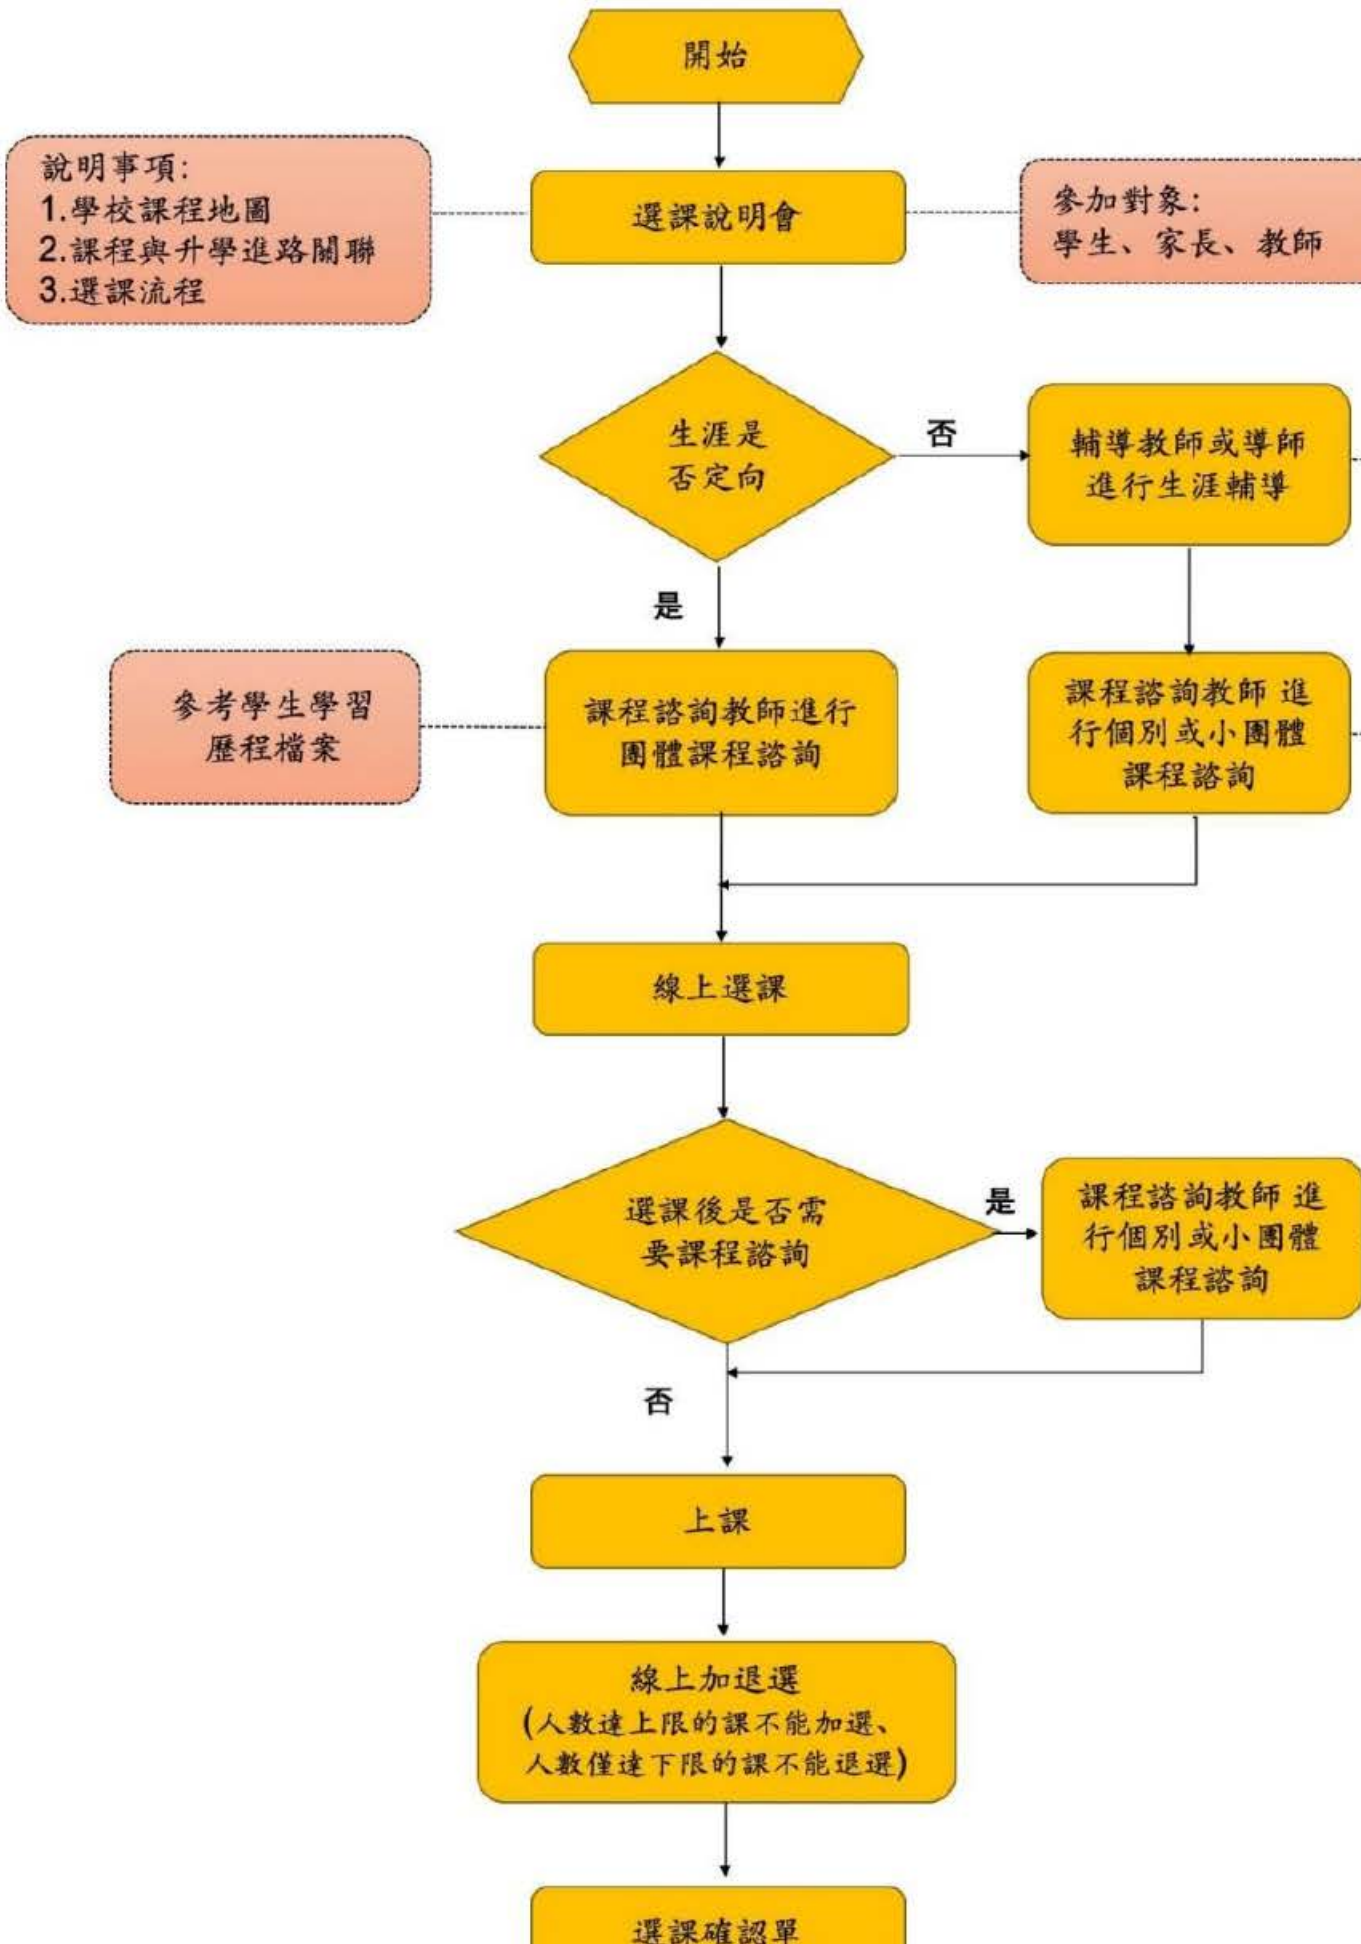 開始
說明事項:
1.學校課程地圖
2.課程與升學進路關聯
3.選課流程
選課說明會
參加對象:
學生、家長、教師
生涯是
否定向
否
輔導教師或導師
進行生涯輔導
是
參考學生學習
歷程檔案
課程諮詢教師進行
團體課程諮詢
課程諮詢教師 進
行個別或小團體
課程諮詢
線上選課
選課後是否需
要課程諮詢
是
課程諮詢教師 進
行個別或小團體
課程諮詢
否
上課
線上加退選
(人數達上限的課不能加選、
人數僅達下限的課不能退選)
選課確認單